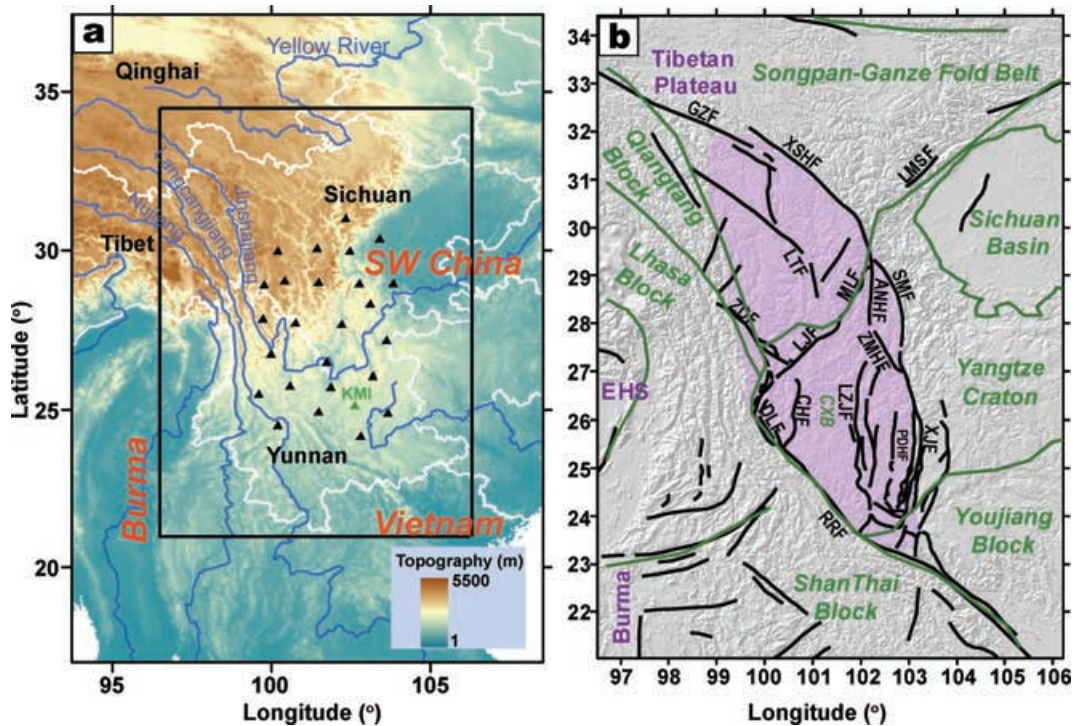 a
Yellow River
Qinghai
35
Langcangjiang
Jinshajiang
Nujiang
Sichuan
30
Tibet
SW China
Latitude (º)
KMI
25
Yunnan
Burma
Vietnam
Topography (m)
5500
1
20
95
100
105
Longitude (º)
b
34
Tibetan
Plateau
Songpan-Ganze Fold Belt
33
GZF
32
XSHF
LMSF
Qiangtang
Block
31
Sichuan
Basin
30
Lhasa
Block
LTF
29
MLF
SMF
ANHF
28
ZDF
LJF
ZMHF
27
EHS
Yangtze
Craton
CHF
CXB
LZJF
26
PDHF
XJF
25
24
RRF
Youjiang
Block
23
ShanThai
Block
22
Burma
97
98
99
100
101
102
103
104
105
106
Longitude (º)